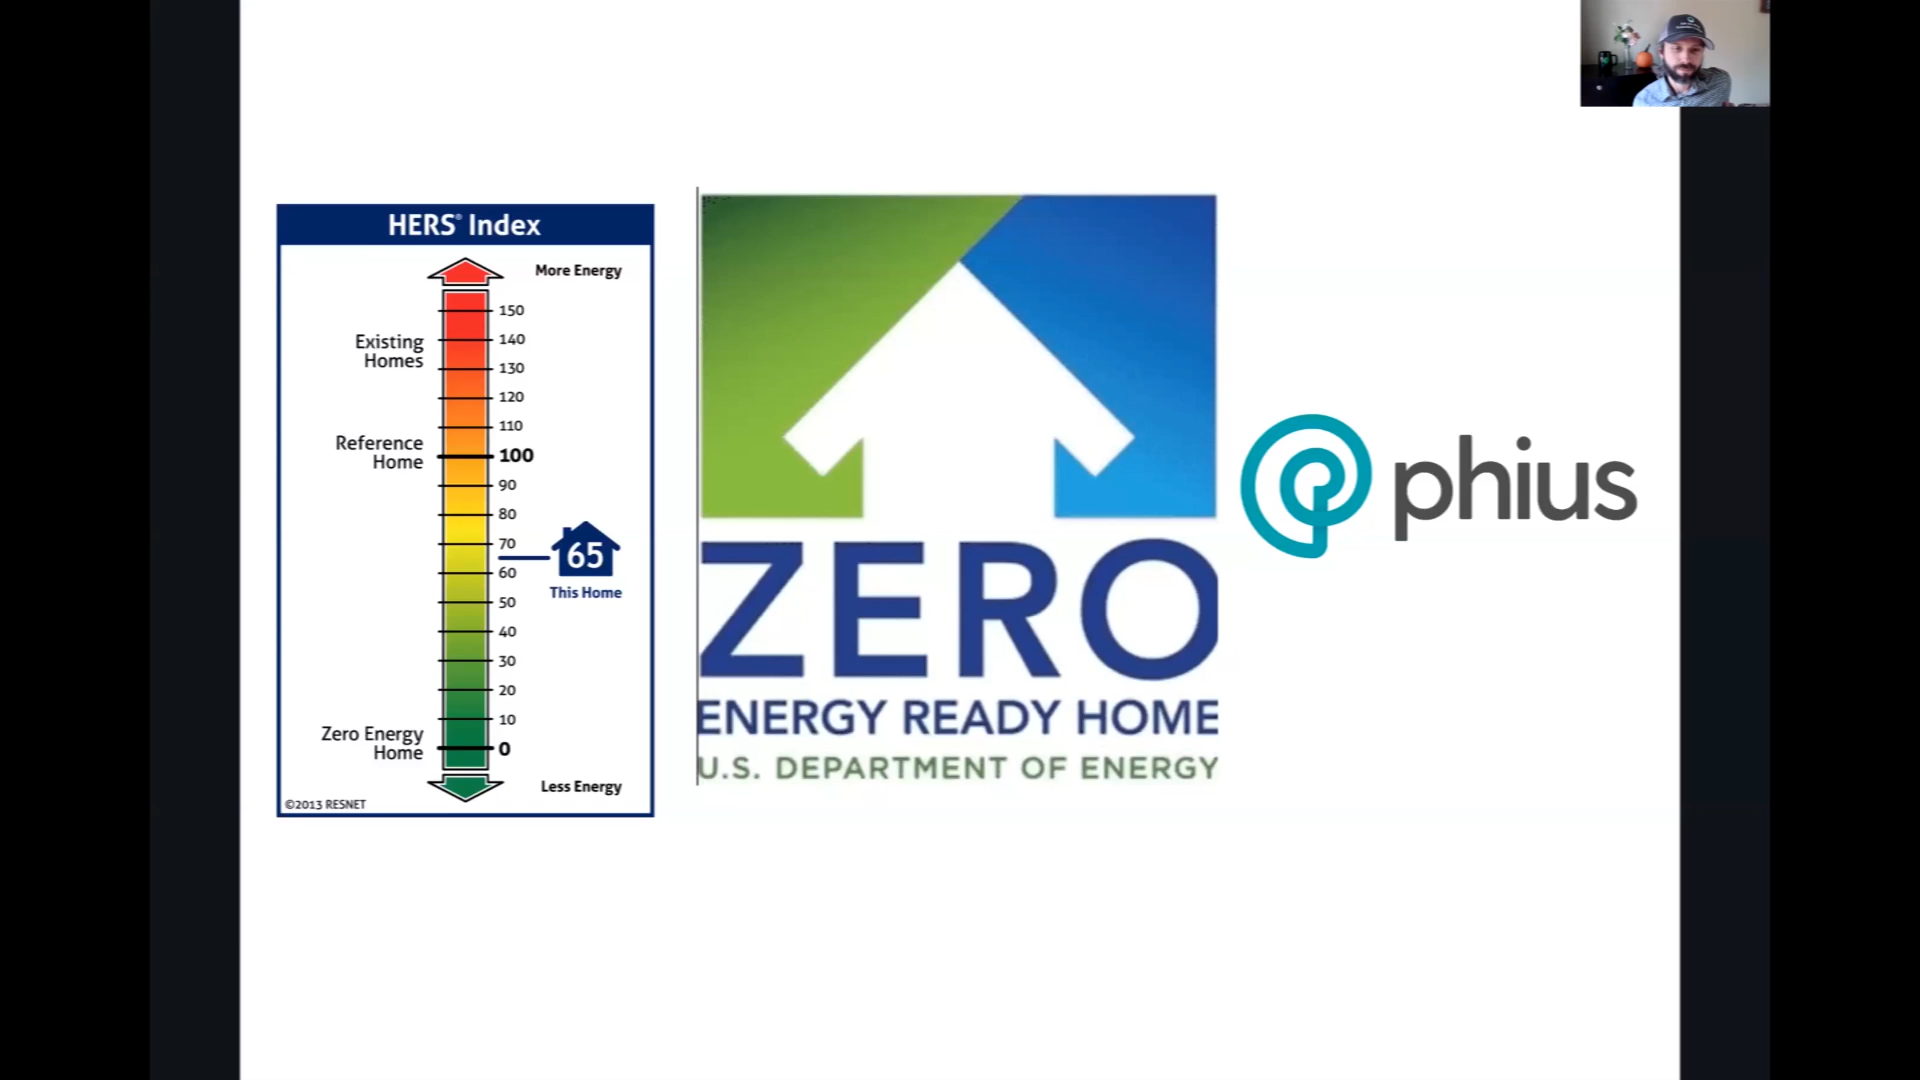 HERS® Index
More Energy
150
Existing
Homes
140
130
120
110
Reference
Home
100
90
80
70
65
60
This Home
50
40
30
20
10
Zero Energy
Home
0
Less Energy
©2013 RESNET
ZERO
ENERGY READY HOME
U.S. DEPARTMENT OF ENERGY
phius